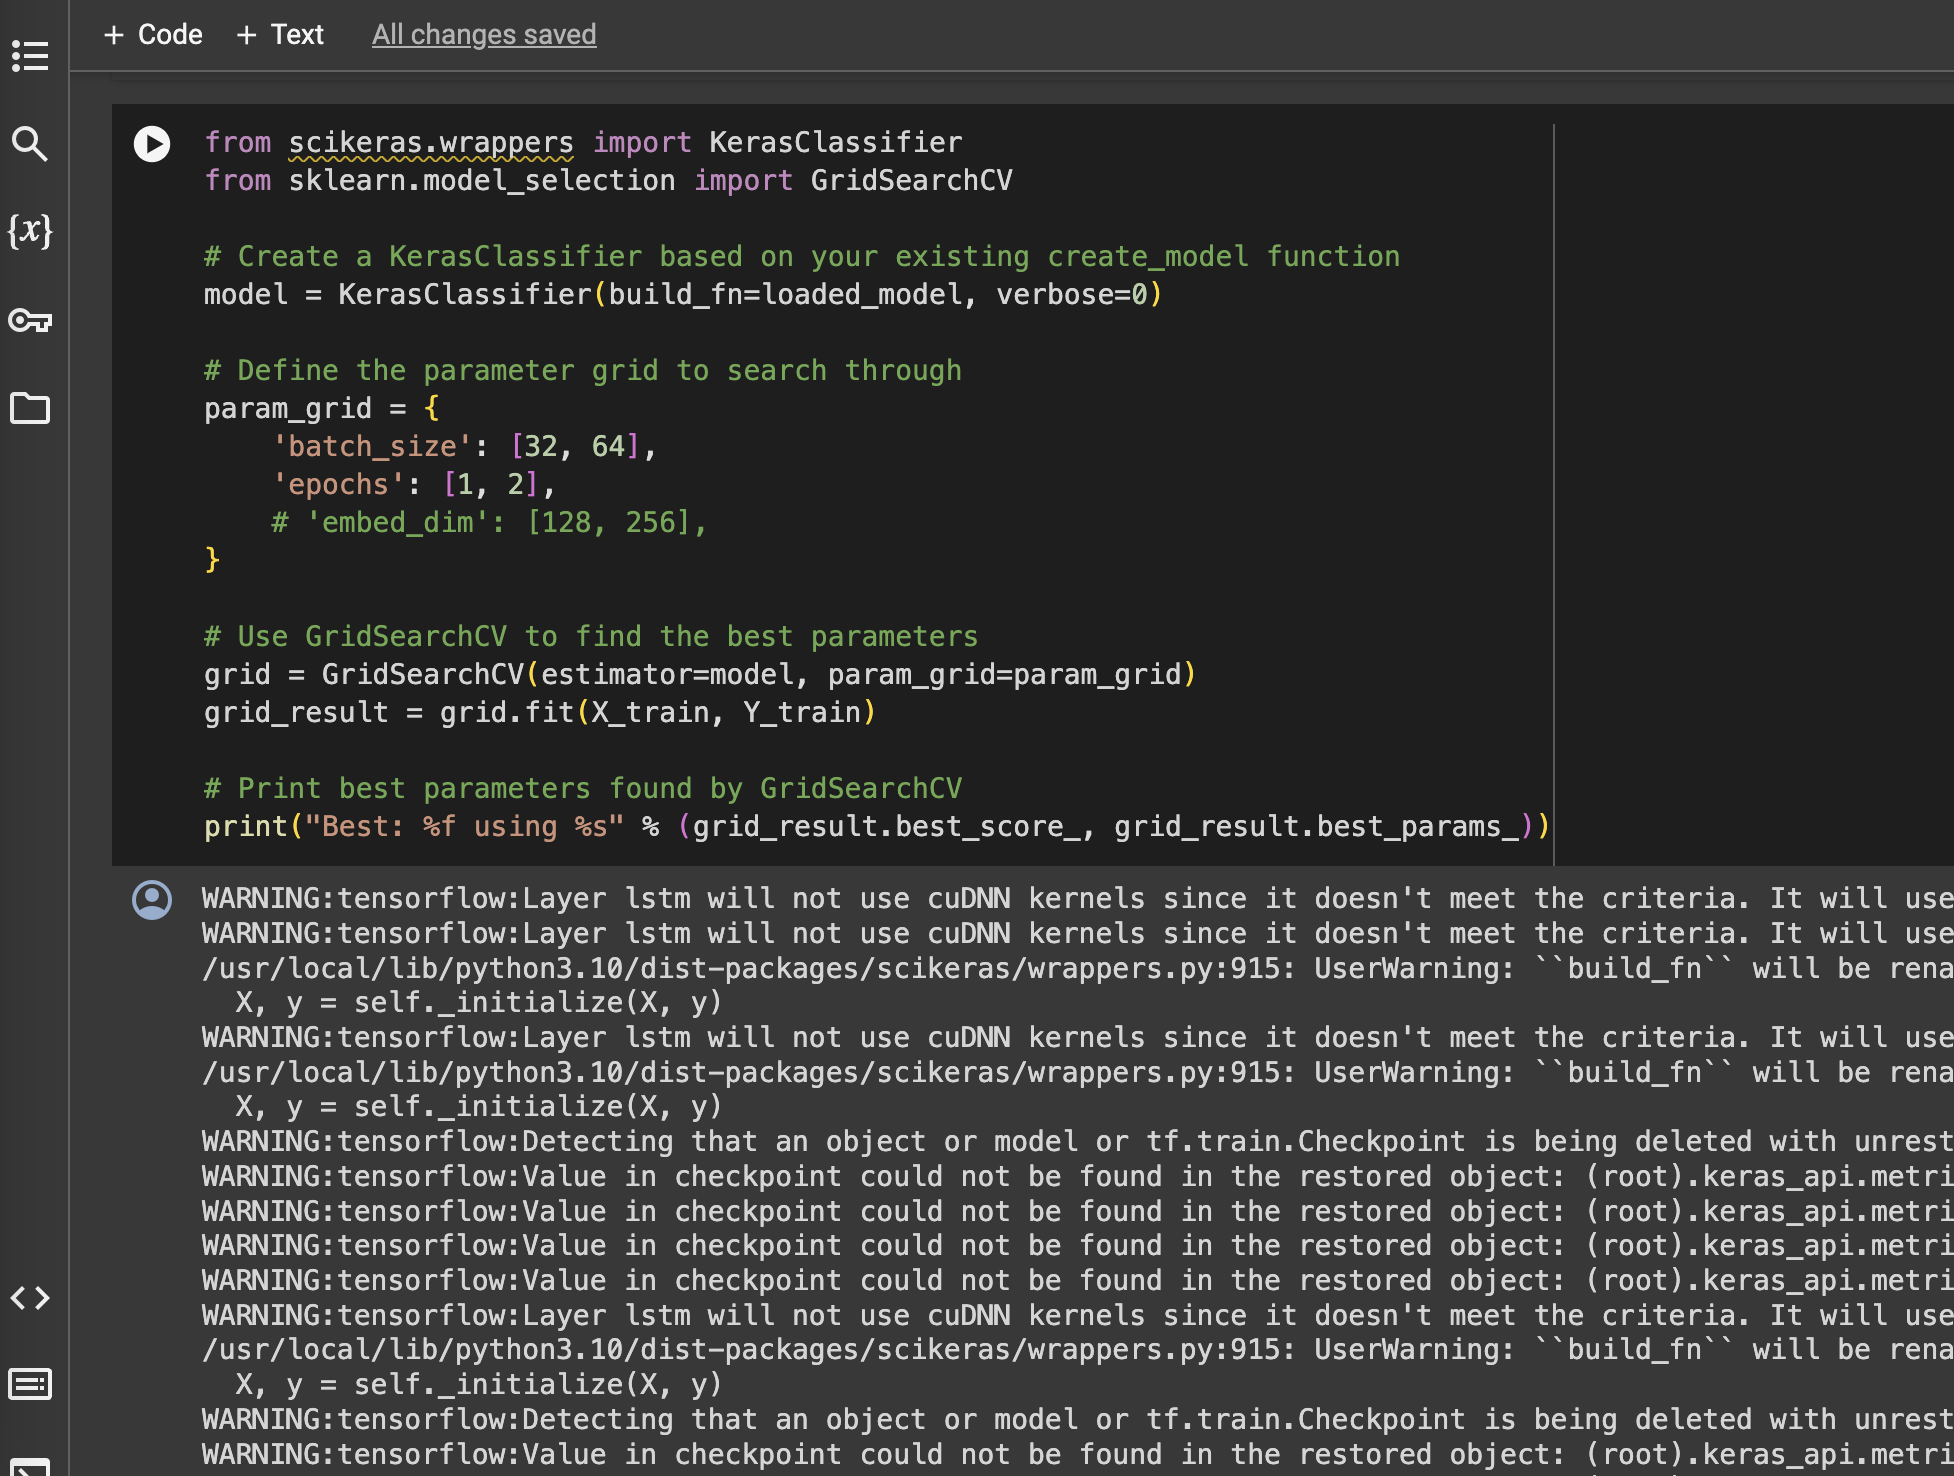 + Code + Text All changes saved
{x}
from scikeras.wrappers import KerasClassifier
from sklearn.model_selection import GridSearchCV
# Create a KerasClassifier based on your existing create_model function
model = KerasClassifier(build_fn=loaded_model, verbose=0)
# Define the parameter grid to search through
param_grid = {
    'batch_size': [32, 64],
    'epochs': [1, 2],
    # 'embed_dim': [128, 256],
}
# Use GridSearchCV to find the best parameters
grid = GridSearchCV(estimator=model, param_grid=param_grid)
grid_result = grid.fit(X_train, Y_train)
# Print best parameters found by GridSearchCV
print("Best: %f using %s" % (grid_result.best_score_, grid_result.best_params_))
WARNING:tensorflow:Layer lstm will not use cuDNN kernels since it doesn't meet the criteria. It will use
WARNING:tensorflow:Layer lstm will not use cuDNN kernels since it doesn't meet the criteria. It will use
/usr/local/lib/python3.10/dist-packages/scikeras/wrappers.py:915: UserWarning: ``build_fn`` will be rena
  X, y = self._initialize(X, y)
WARNING:tensorflow:Layer lstm will not use cuDNN kernels since it doesn't meet the criteria. It will use
/usr/local/lib/python3.10/dist-packages/scikeras/wrappers.py:915: UserWarning: ``build_fn`` will be rena
  X, y = self._initialize(X, y)
WARNING:tensorflow:Detecting that an object or model or tf.train.Checkpoint is being deleted with unrest
WARNING:tensorflow:Value in checkpoint could not be found in the restored object: (root).keras_api.metri
WARNING:tensorflow:Value in checkpoint could not be found in the restored object: (root).keras_api.metri
WARNING:tensorflow:Value in checkpoint could not be found in the restored object: (root).keras_api.metri
WARNING:tensorflow:Value in checkpoint could not be found in the restored object: (root).keras_api.metri
WARNING:tensorflow:Layer lstm will not use cuDNN kernels since it doesn't meet the criteria. It will use
/usr/local/lib/python3.10/dist-packages/scikeras/wrappers.py:915: UserWarning: ``build_fn`` will be rena
  X, y = self._initialize(X, y)
WARNING:tensorflow:Detecting that an object or model or tf.train.Checkpoint is being deleted with unrest
WARNING:tensorflow:Value in checkpoint could not be found in the restored object: (root).keras_api.metri